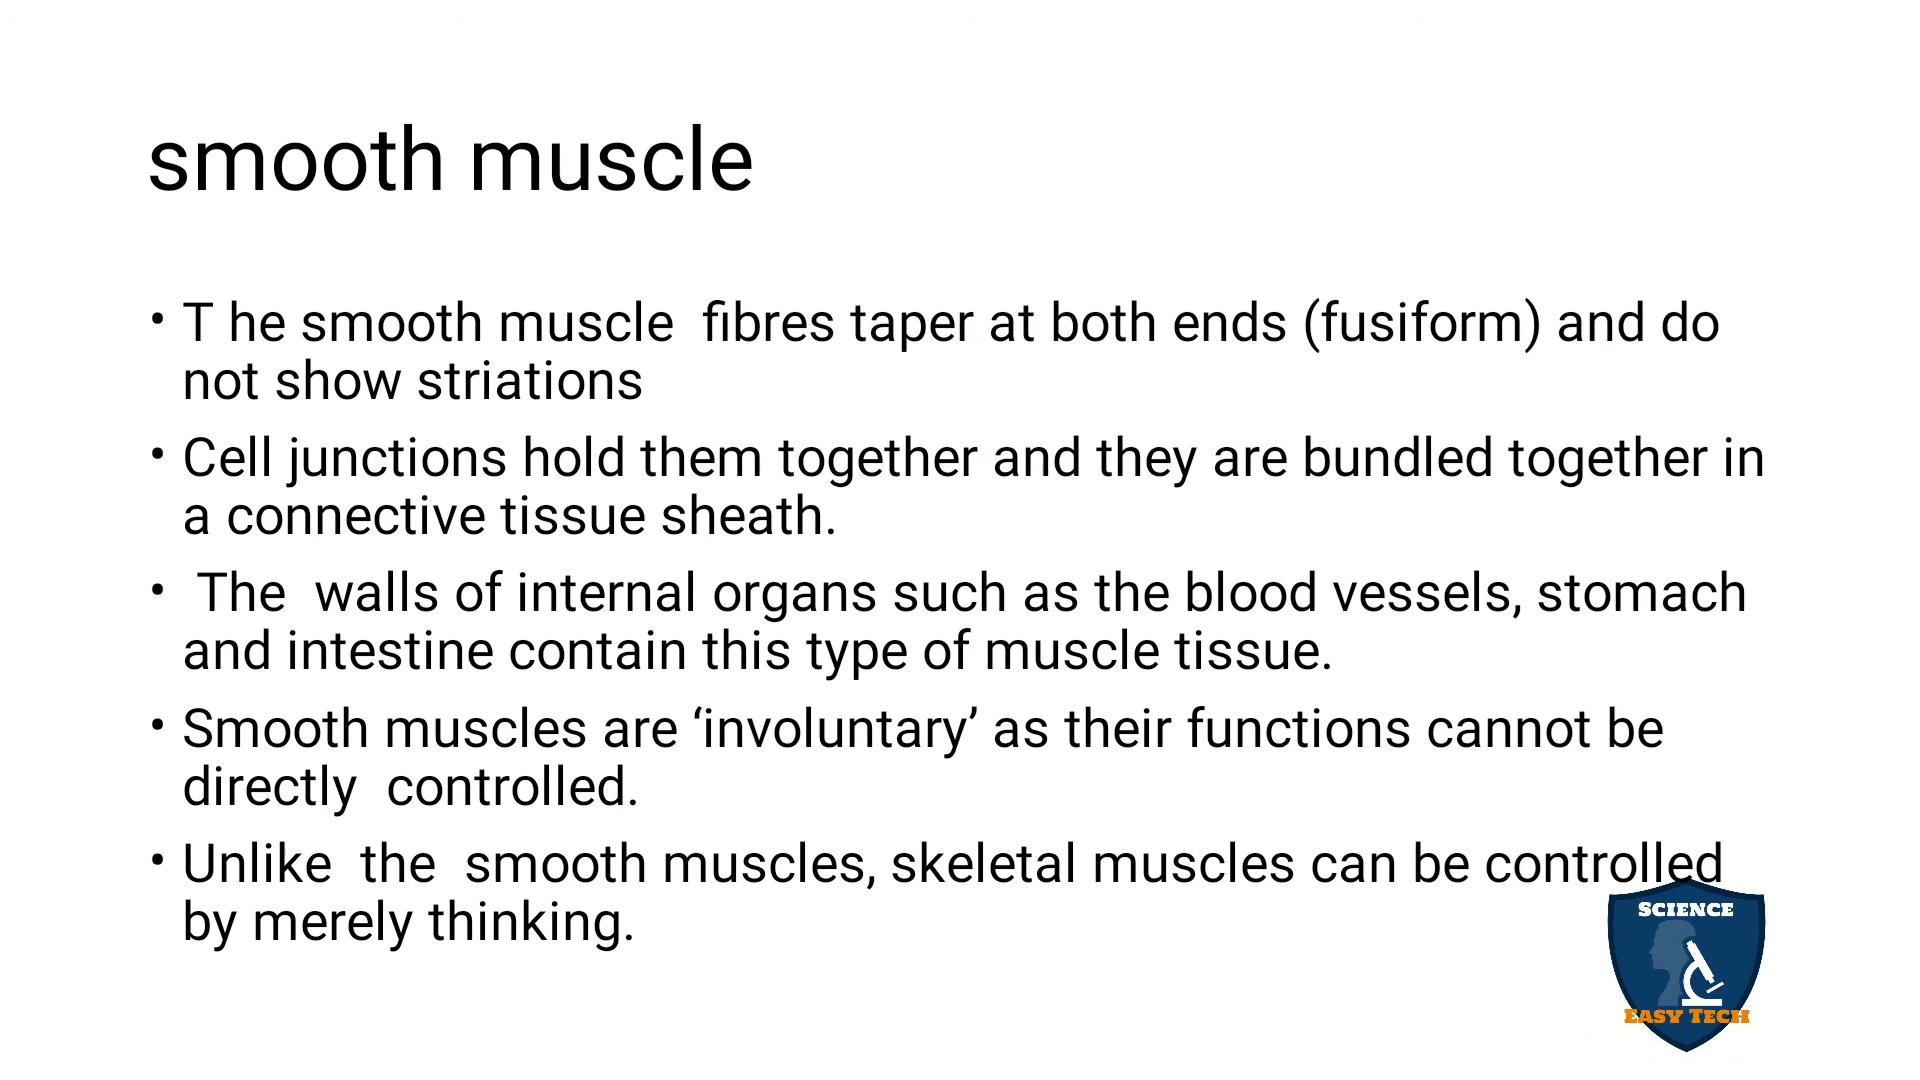 smooth muscle
• T he smooth muscle  fibres taper at both ends (fusiform) and do
not show striations
• Cell junctions hold them together and they are bundled together in
a connective tissue sheath.
•  The  walls of internal organs such as the blood vessels, stomach
and intestine contain this type of muscle tissue.
• Smooth muscles are ‘involuntary’ as their functions cannot be
directly  controlled.
• Unlike  the  smooth muscles, skeletal muscles can be controlled
by merely thinking.
SCIENCE
EASY TECH